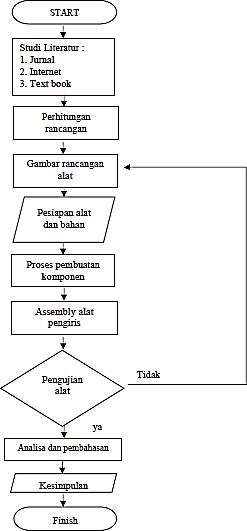 START
Studi Literatur :
1. Jurnal
2. Internet
3. Text book
Perhitungan
rancangan
Gambar rancangan
alat
Pesiapan alat
dan bahan
Proses pembuatan
komponen
Assembly alat
pengiris
Pengujian
alat
Tidak
ya
Analisa dan pembahasan
Kesimpulan
Finish